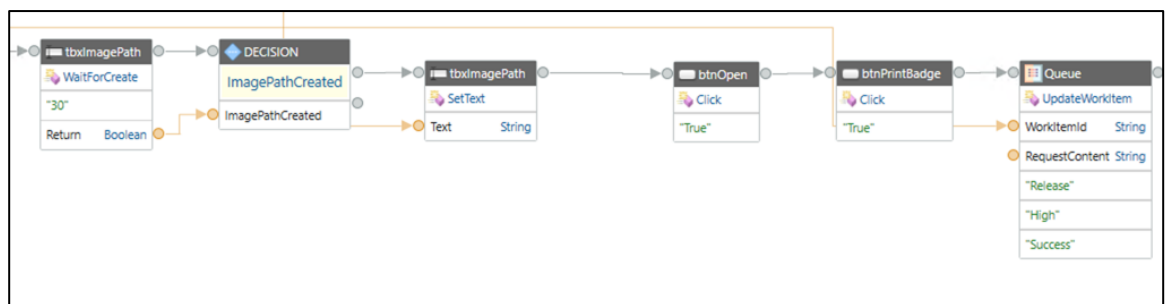 tbxImagePath
WaitForCreate
"30"
Return Boolean
DECISION
ImagePathCreated
ImagePathCreated
tbxImagePath
SetText
Text String
btnOpen
Click
"True"
btnPrintBadge
Click
"True"
Queue
UpdateWorkItem
WorkItemId String
RequestContent String
"Release"
"High"
"Success"